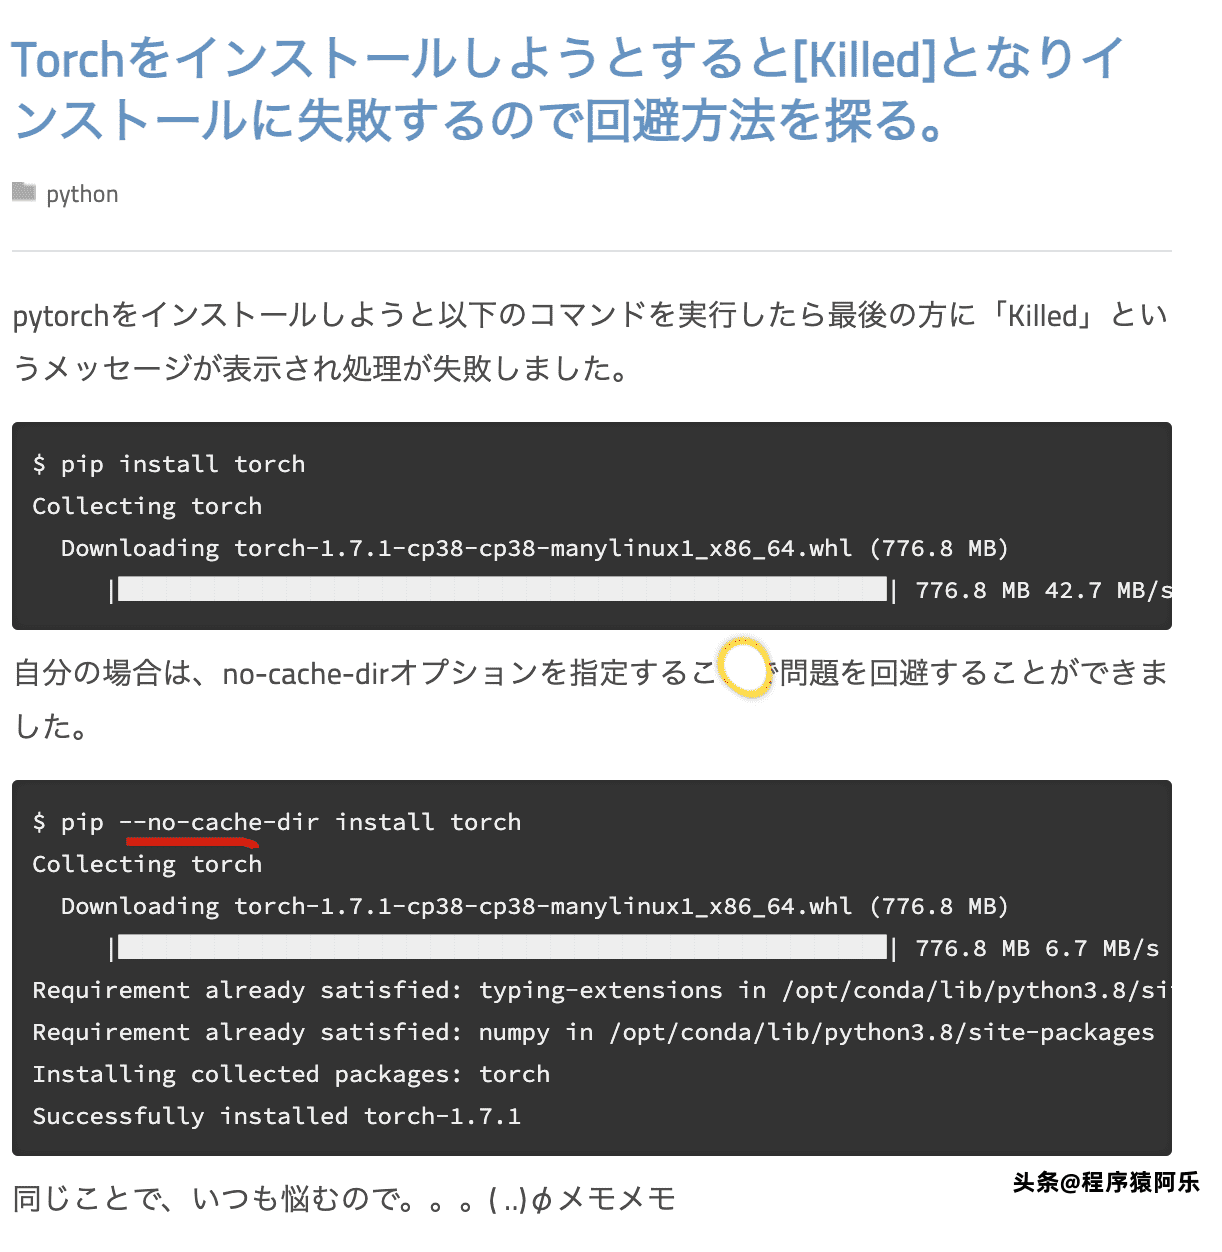 Torchをインストールしようとすると[Killed]となりイ
ンストールに失敗するので回避方法を探る。
python
pytorchをインストールしようと以下のコマンドを実行したら最後の方に「Killed」とい
うメッセージが表示され処理が失敗しました。
$ pip install torch
Collecting torch
Downloading torch-1.7.1-cp38-cp38-manylinux1_x86_64.whl (776.8 MB)
| | 776.8 MB 42.7 MB/s
自分の場合は、no-cache-dirオプションを指定するこ 問題を回避することができま
した。
$ pip --no-cache-dir install torch
Collecting torch
Downloading torch-1.7.1-cp38-cp38-manylinux1_x86_64.whl (776.8 MB)
| | 776.8 MB 6.7 MB/s
Requirement already satisfied: typing-extensions in /opt/conda/lib/python3.8/si
Requirement already satisfied: numpy in /opt/conda/lib/python3.8/site-packages
Installing collected packages: torch
Successfully installed torch-1.7.1
同じことで、いつも悩むので。。。( ..)φメモメモ
头条@程序猿阿乐